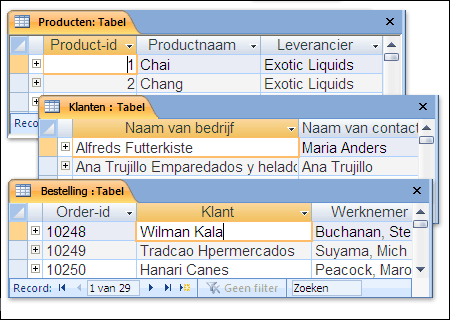 Producten: Tabel
Product-id Productnaam Leverancier
1 Chai Exotic Liquids
2 Chang Exotic Liquids
Klanten : Tabel
Naam van bedrijf Naam van contact
Alfreds Futterkiste Maria Anders
Ana Trujillo Emparedados y helado Ana Trujillo
Bestelling : Tabel
Order-id Klant Werknemer
10248 Wilman Kala Buchanan, Ste
10249 Tradcao Hpermercados Suyama, Mich
10250 Hanari Canes Peacock, Maro
Record: 1 van 29 Geen filter Zoeken